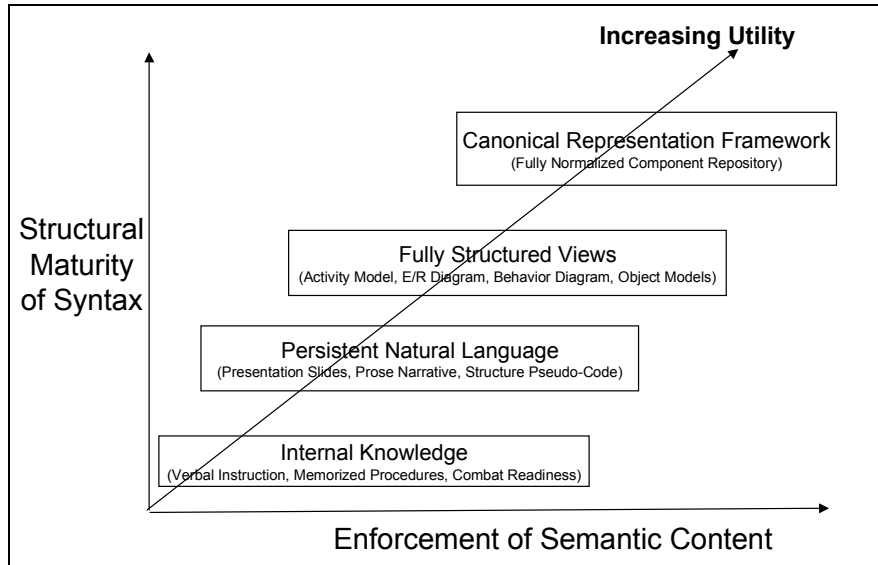 Increasing Utility
Canonical Representation Framework
(Fully Normalized Component Repository)
Structural
Maturity
of Syntax
Fully Structured Views
(Activity Model, E/R Diagram, Behavior Diagram, Object Models)
Persistent Natural Language
(Presentation Slides, Prose Narrative, Structure Pseudo-Code)
Internal Knowledge
(Verbal Instruction, Memorized Procedures, Combat Readiness)
Enforcement of Semantic Content